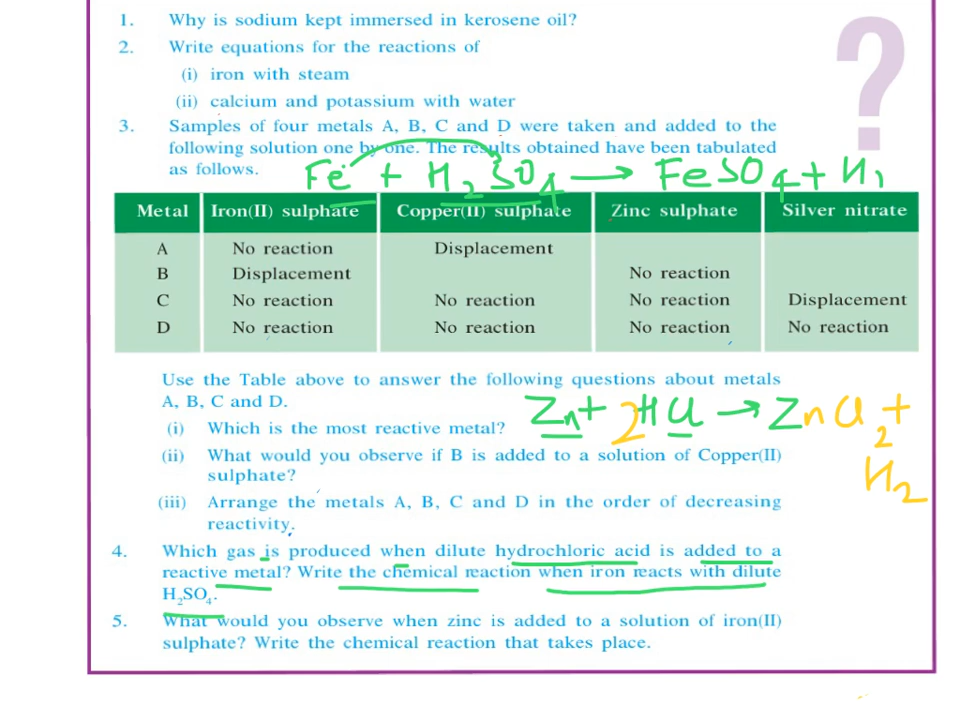 1. Why is sodium kept immersed in kerosene oil?
2. Write equations for the reactions of
(i) iron with steam
(ii) calcium and potassium with water
3. Samples of four metals A, B, C and D were taken and added to the
following solution one by one. The results obtained have been tabulated
as follows.
Fe + H₂SO₄ → FeSO₄ + H₁
Metal Iron(II) sulphate Copper(II) sulphate Zinc sulphate Silver nitrate
A No reaction Displacement
B Displacement No reaction
C No reaction No reaction No reaction Displacement
D No reaction No reaction No reaction No reaction
Use the Table above to answer the following questions about metals
A, B, C and D.
Zn + 2HCl → ZnCl₂ +
H₂
(i) Which is the most reactive metal?
(ii) What would you observe if B is added to a solution of Copper(II)
sulphate?
(iii) Arrange the metals A, B, C and D in the order of decreasing
reactivity.
4. Which gas is produced when dilute hydrochloric acid is added to a
reactive metal? Write the chemical reaction when iron reacts with dilute
H₂SO₄.
5. What would you observe when zinc is added to a solution of iron(II)
sulphate? Write the chemical reaction that takes place.
?